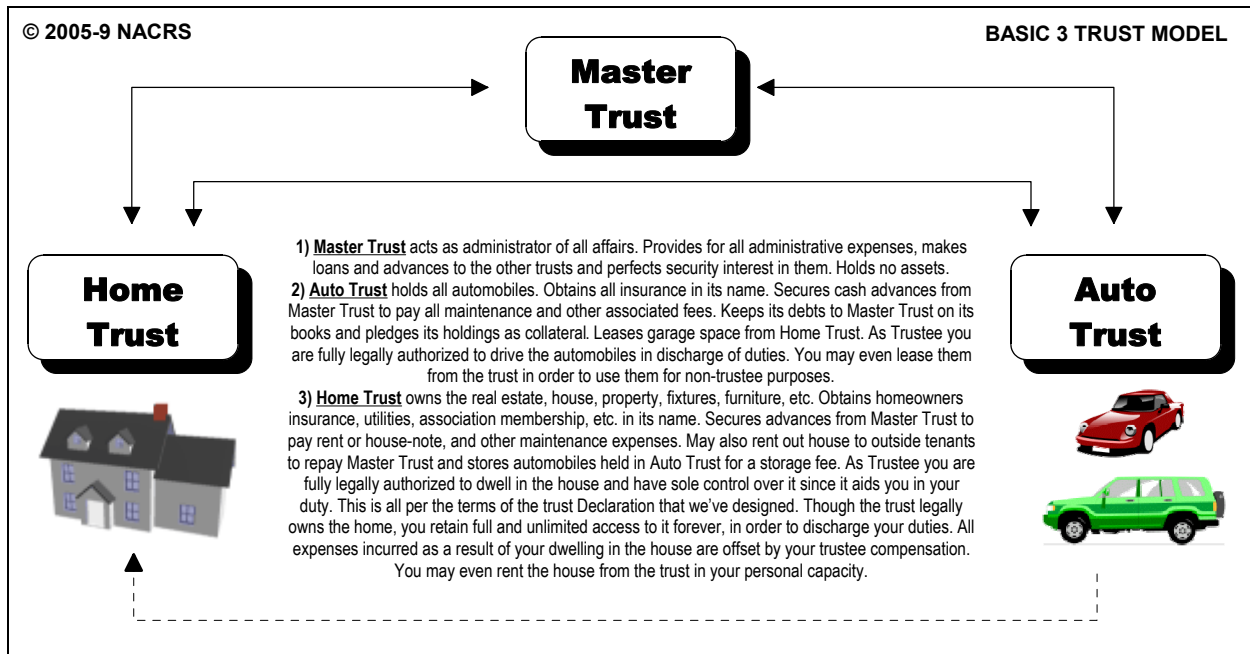 © 2005-9 NACRS
BASIC 3 TRUST MODEL
Master
Trust
Home
Trust
Auto
Trust
1) Master Trust acts as administrator of all affairs. Provides for all administrative expenses, makes
loans and advances to the other trusts and perfects security interest in them. Holds no assets.
2) Auto Trust holds all automobiles. Obtains all insurance in its name. Secures cash advances from
Master Trust to pay all maintenance and other associated fees. Keeps its debts to Master Trust on its
books and pledges its holdings as collateral. Leases garage space from Home Trust. As Trustee you
are fully legally authorized to drive the automobiles in discharge of duties. You may even lease them
from the trust in order to use them for non-trustee purposes.
3) Home Trust owns the real estate, house, property, fixtures, furniture, etc. Obtains homeowners
insurance, utilities, association membership, etc. in its name. Secures advances from Master Trust to
pay rent or house-note, and other maintenance expenses. May also rent out house to outside tenants
to repay Master Trust and stores automobiles held in Auto Trust for a storage fee. As Trustee you are
fully legally authorized to dwell in the house and have sole control over it since it aids you in your
duty. This is all per the terms of the trust Declaration that we've designed. Though the trust legally
owns the home, you retain full and unlimited access to it forever, in order to discharge your duties. All
expenses incurred as a result of your dwelling in the house are offset by your trustee compensation.
You may even rent the house from the trust in your personal capacity.